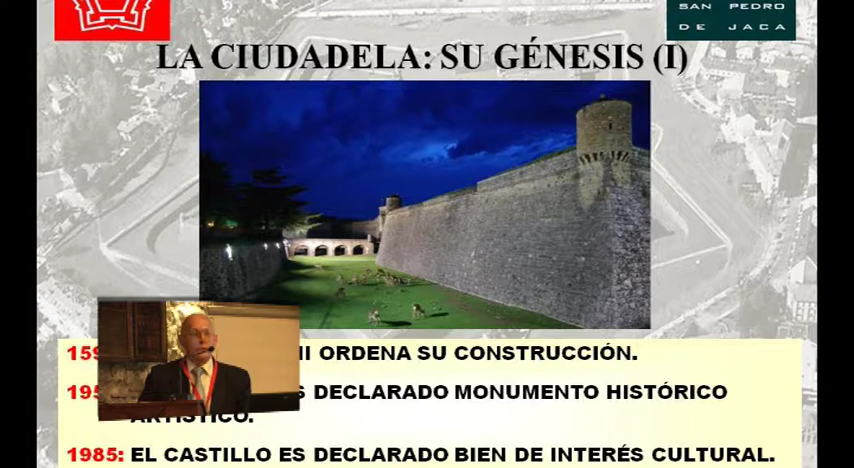 SAN PEDRO
DE JACA
LA CIUDADELA: SU GÉNESIS (I)
ORDENA SU CONSTRUCCIÓN.
DECLARADO MONUMENTO HISTÓRICO
ARTÍSTICO.
1985: EL CASTILLO ES DECLARADO BIEN DE INTERÉS CULTURAL.